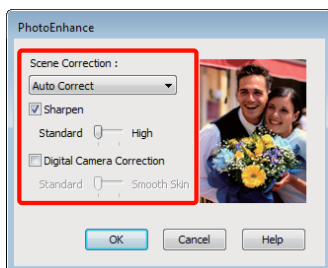 PhotoEnhance
Scene Correction :
Auto Correct
Sharpen
Standard High
Digital Camera Correction
Standard Smooth Skin
OK Cancel Help